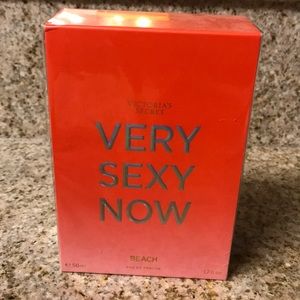 VICTORIA'S
SECRET
VERY
SEXY
NOW
BEACH
EAU DE PARFUM